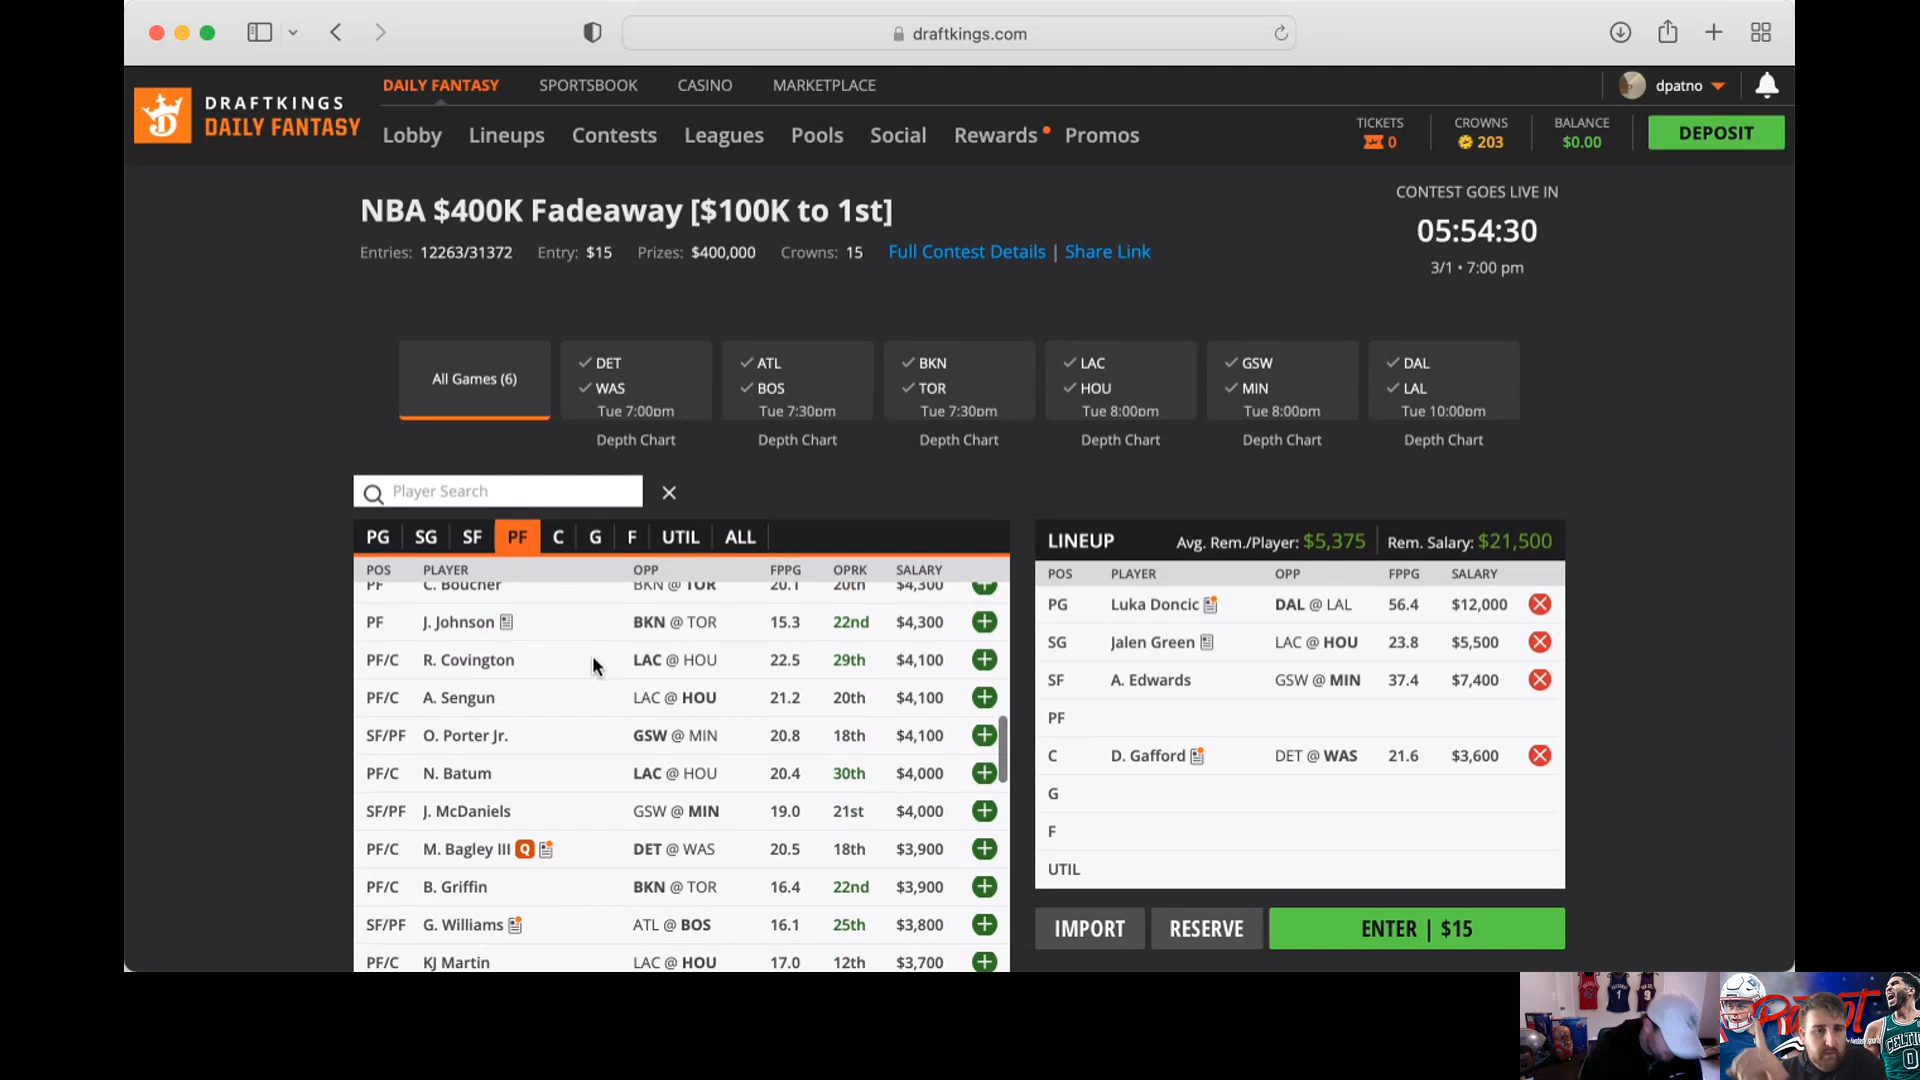 draftkings.com
DRAFTKINGS
DAILY FANTASY
DAILY FANTASY SPORTSBOOK CASINO MARKETPLACE
dpatno
Lobby Lineups Contests Leagues Pools Social Rewards Promos
TICKETS CROWNS BALANCE
0 203 $0.00
DEPOSIT
NBA $400K Fadeaway [$100K to 1st]
Entries: 12263/31372 Entry: $15 Prizes: $400,000 Crowns: 15 Full Contest Details | Share Link
CONTEST GOES LIVE IN
05:54:30
3/1 • 7:00 pm
All Games (6)
DET
WAS
Tue 7:00pm
Depth Chart
ATL
BOS
Tue 7:30pm
Depth Chart
BKN
TOR
Tue 7:30pm
Depth Chart
LAC
HOU
Tue 8:00pm
Depth Chart
GSW
MIN
Tue 8:00pm
Depth Chart
DAL
LAL
Tue 10:00pm
Depth Chart
Player Search
PG SG SF PF C G F UTIL ALL
POS PLAYER OPP FPPG OPRK SALARY
PF C. Boucher BKN @ TOR 20.1 20th $4,300
PF J. Johnson BKN @ TOR 15.3 22nd $4,300
PF/C R. Covington LAC @ HOU 22.5 29th $4,100
PF/C A. Sengun LAC @ HOU 21.2 20th $4,100
SF/PF O. Porter Jr. GSW @ MIN 20.8 18th $4,100
PF/C N. Batum LAC @ HOU 20.4 30th $4,000
SF/PF J. McDaniels GSW @ MIN 19.0 21st $4,000
PF/C M. Bagley III Q DET @ WAS 20.5 18th $3,900
PF/C B. Griffin BKN @ TOR 16.4 22nd $3,900
SF/PF G. Williams ATL @ BOS 16.1 25th $3,800
PF/C KJ Martin LAC @ HOU 17.0 12th $3,700
LINEUP Avg. Rem./Player: $5,375 Rem. Salary: $21,500
POS PLAYER OPP FPPG SALARY
PG Luka Doncic DAL @ LAL 56.4 $12,000
SG Jalen Green LAC @ HOU 23.8 $5,500
SF A. Edwards GSW @ MIN 37.4 $7,400
PF
C D. Gafford DET @ WAS 21.6 $3,600
G
F
UTIL
IMPORT RESERVE ENTER | $15